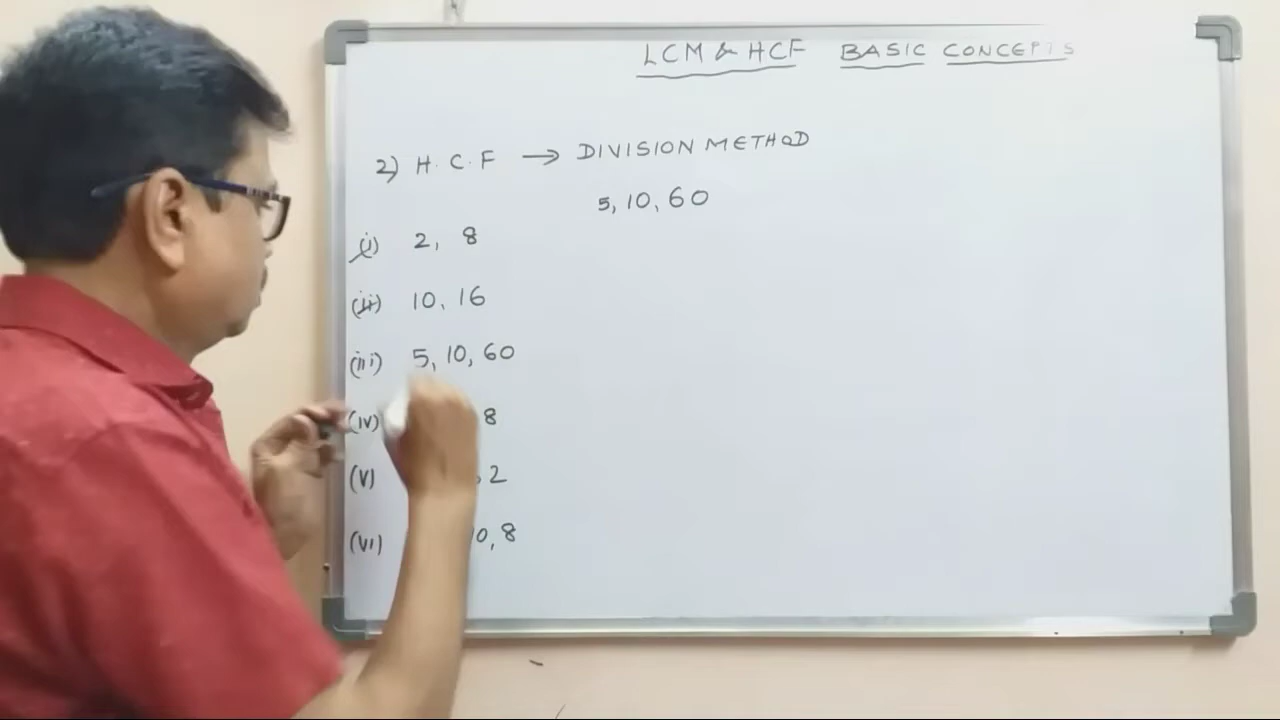 LCM & HCF BASIC CONCEPTS
2) H.C.F → DIVISION METHOD
5, 10, 60
(i) 2, 8
(ii) 10, 16
(iii) 5, 10, 60
(iv) 8
(v) , 2
(vi) 0, 8